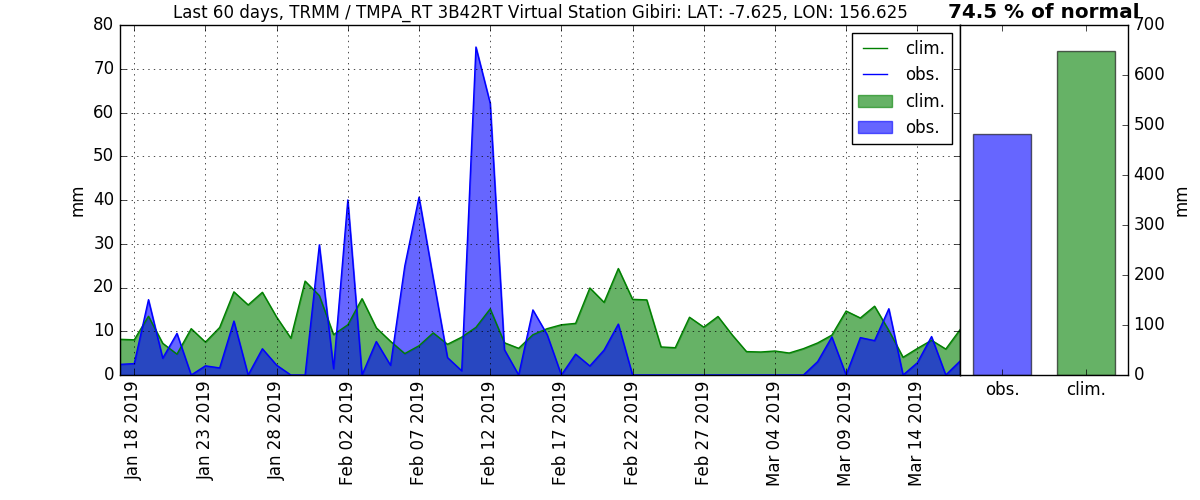 Last 60 days, TRMM / TMPA_RT 3B42RT Virtual Station Gibiri: LAT: -7.625, LON: 156.625
74.5 % of normal
80
70
60
50
40
30
20
10
0
mm
clim.
obs.
clim.
obs.
Jan 18 2019
Jan 23 2019
Jan 28 2019
Feb 02 2019
Feb 07 2019
Feb 12 2019
Feb 17 2019
Feb 22 2019
Feb 27 2019
Mar 04 2019
Mar 09 2019
Mar 14 2019
700
600
500
400
300
200
100
0
mm
obs.
clim.